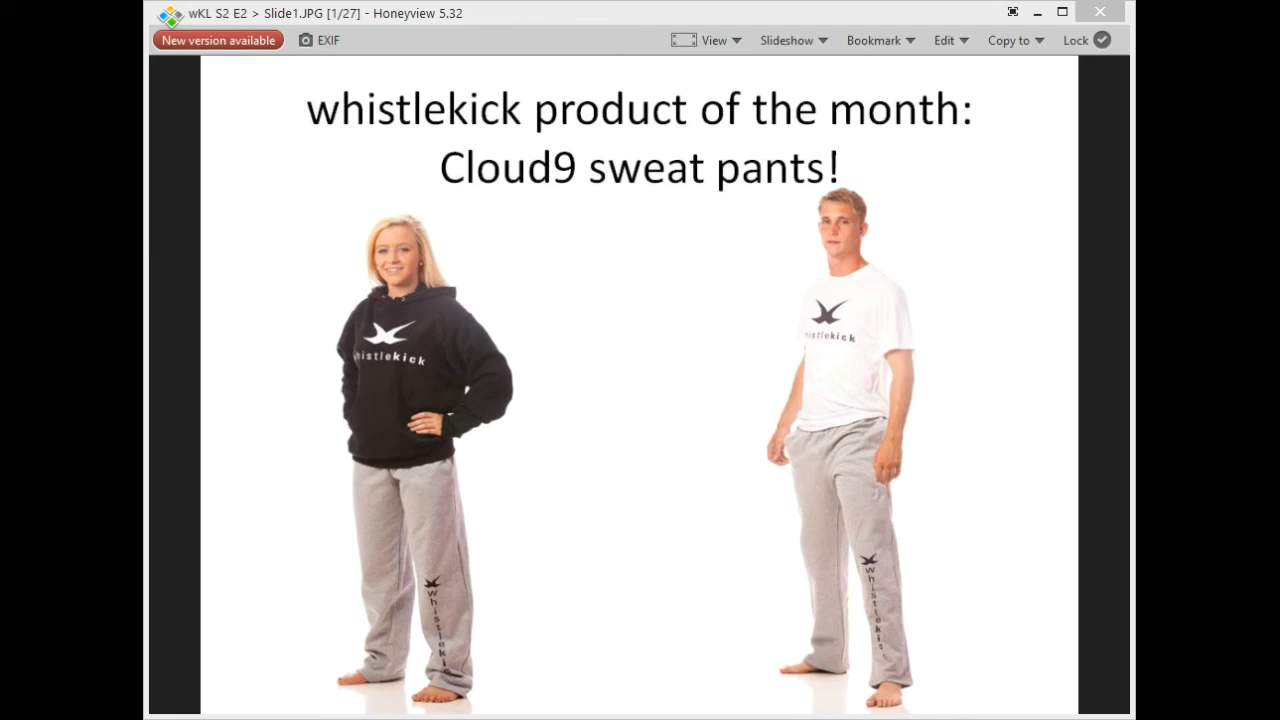 wKL S2 E2 > Slide1.JPG [1/27] - Honeyview 5.32
New version available
EXIF
View
Slideshow
Bookmark
Edit
Copy to
Lock
whistlekick product of the month:
Cloud9 sweat pants!
whistlekick
whistlekick
whistleki
whistlekick